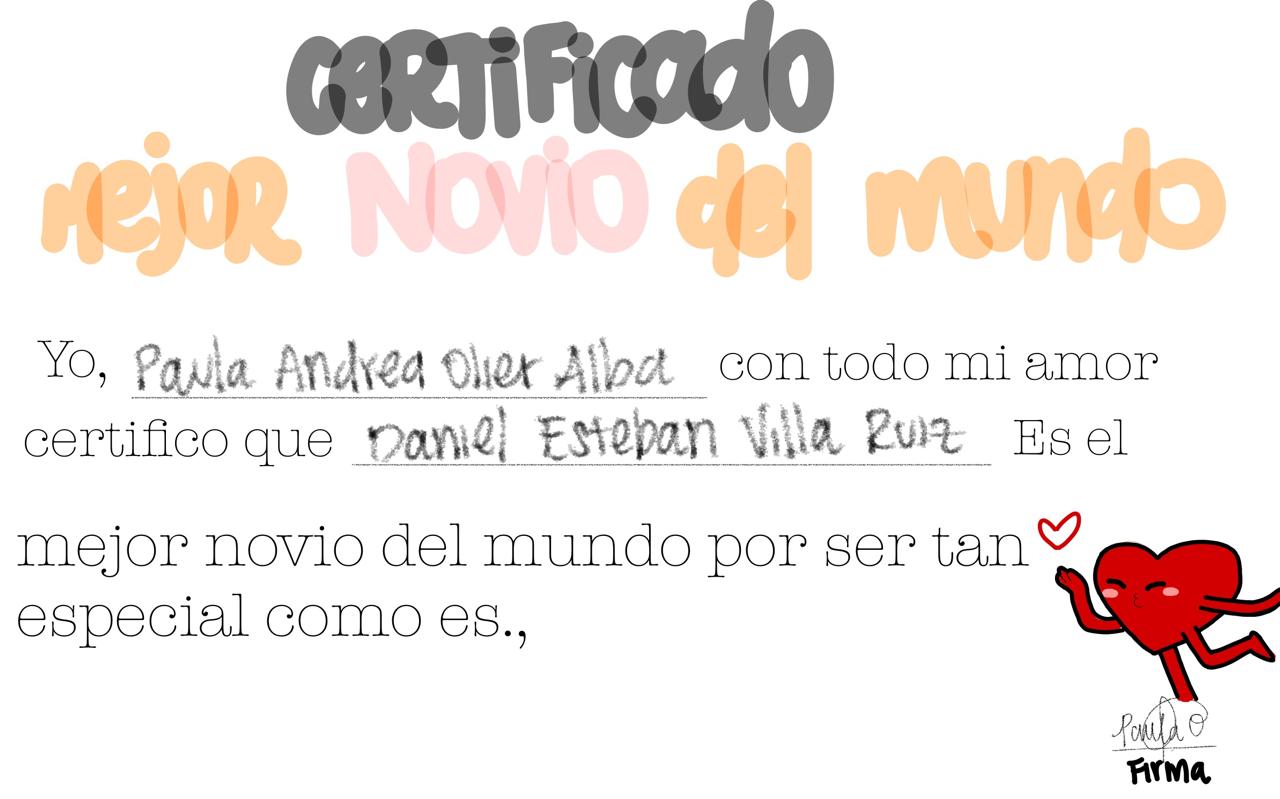 CERTiFicado
MejOR NOViO del mundo
Yo, Paula Andrea Olier Alba con todo mi amor
certifico que Daniel Esteban Villa Ruiz Es el
mejor novio del mundo por ser tan
especial como es.,
Paula O
Firma